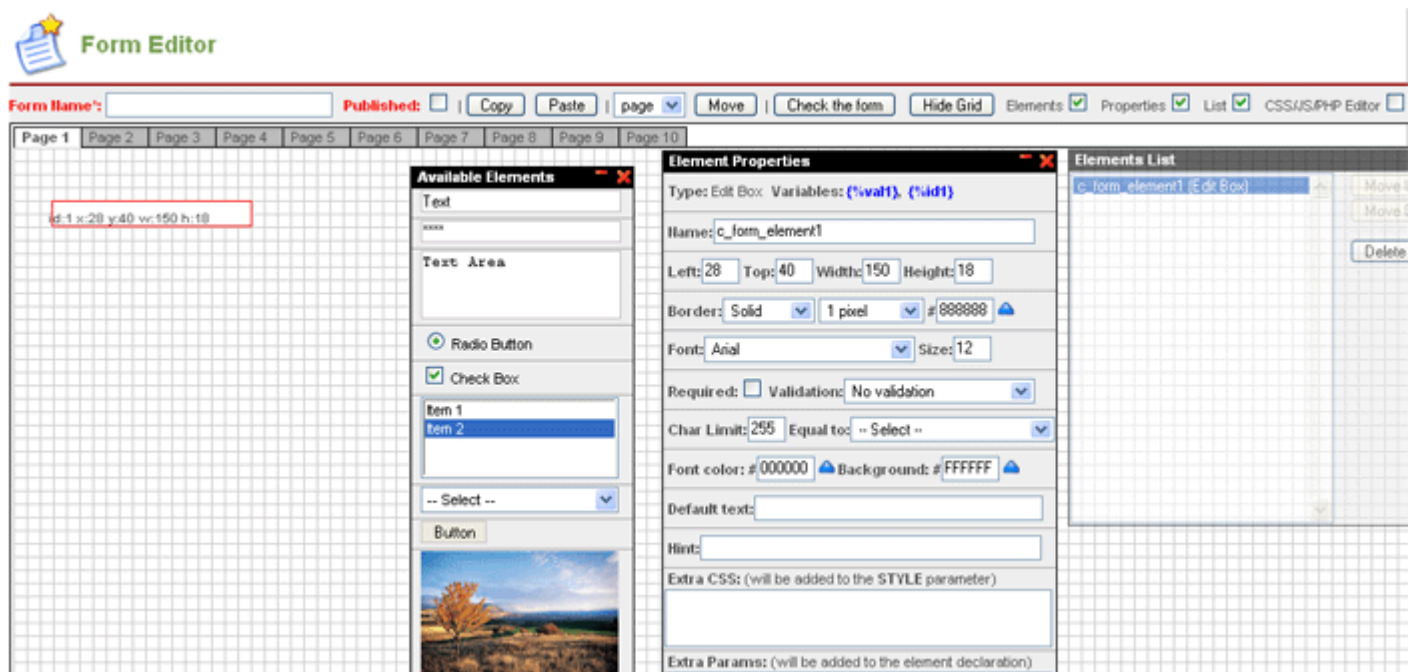 Form Editor
Form Name*: Published: | Copy Paste | page Move | Check the form Hide Grid Elements Properties List CSS/JS/PHP Editor
Page 1 Page 2 Page 3 Page 4 Page 5 Page 6 Page 7 Page 8 Page 9 Page 10
id:1 x:28 y:40 w:150 h:18
Available Elements
Text
****
Text Area
Radio Button
Check Box
Item 1
Item 2
-- Select --
Button
Element Properties
Type: Edit Box Variables: {%val1}, {%id1}
Name: c_form_element1
Left: 28 Top: 40 Width: 150 Height: 18
Border: Solid 1 pixel # 888888
Font: Arial Size: 12
Required: Validation: No validation
Char Limit: 255 Equal to: -- Select --
Font color: # 000000 Background: # FFFFFF
Default text:
Hint:
Extra CSS: (will be added to the STYLE parameter)
Extra Params: (will be added to the element declaration)
Elements List
c_form_element1 (Edit Box)
Move
Move
Delete